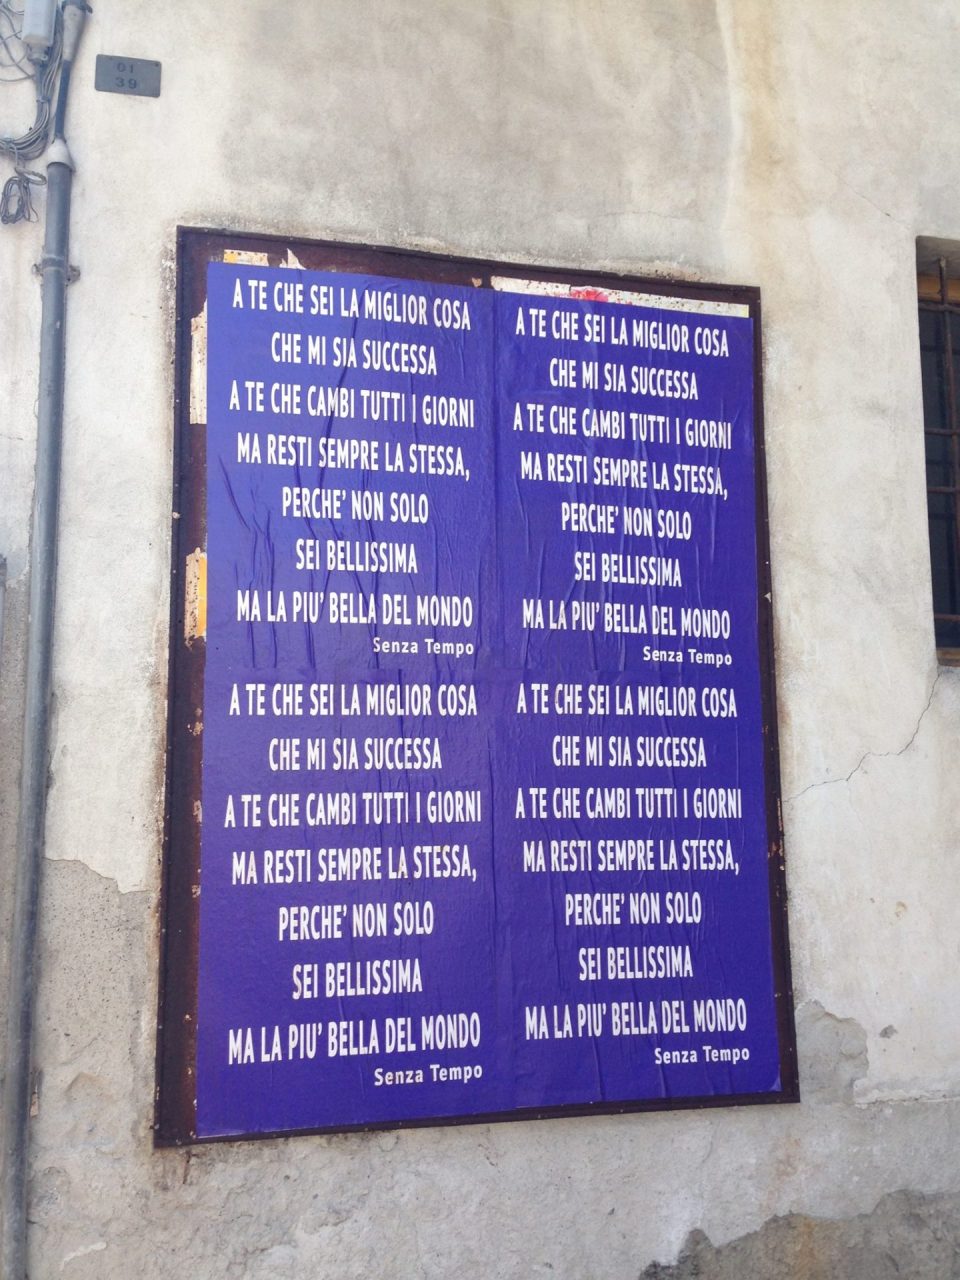 01
39
A TE CHE SEI LA MIGLIOR COSA
CHE MI SIA SUCCESSA
A TE CHE CAMBI TUTTI I GIORNI
MA RESTI SEMPRE LA STESSA,
PERCHE' NON SOLO
SEI BELLISSIMA
MA LA PIU' BELLA DEL MONDO
Senza Tempo
A TE CHE SEI LA MIGLIOR COSA
CHE MI SIA SUCCESSA
A TE CHE CAMBI TUTTI I GIORNI
MA RESTI SEMPRE LA STESSA,
PERCHE' NON SOLO
SEI BELLISSIMA
MA LA PIU' BELLA DEL MONDO
Senza Tempo
A TE CHE SEI LA MIGLIOR COSA
CHE MI SIA SUCCESSA
A TE CHE CAMBI TUTTI I GIORNI
MA RESTI SEMPRE LA STESSA,
PERCHE' NON SOLO
SEI BELLISSIMA
MA LA PIU' BELLA DEL MONDO
Senza Tempo
A TE CHE SEI LA MIGLIOR COSA
CHE MI SIA SUCCESSA
A TE CHE CAMBI TUTTI I GIORNI
MA RESTI SEMPRE LA STESSA,
PERCHE' NON SOLO
SEI BELLISSIMA
MA LA PIU' BELLA DEL MONDO
Senza Tempo